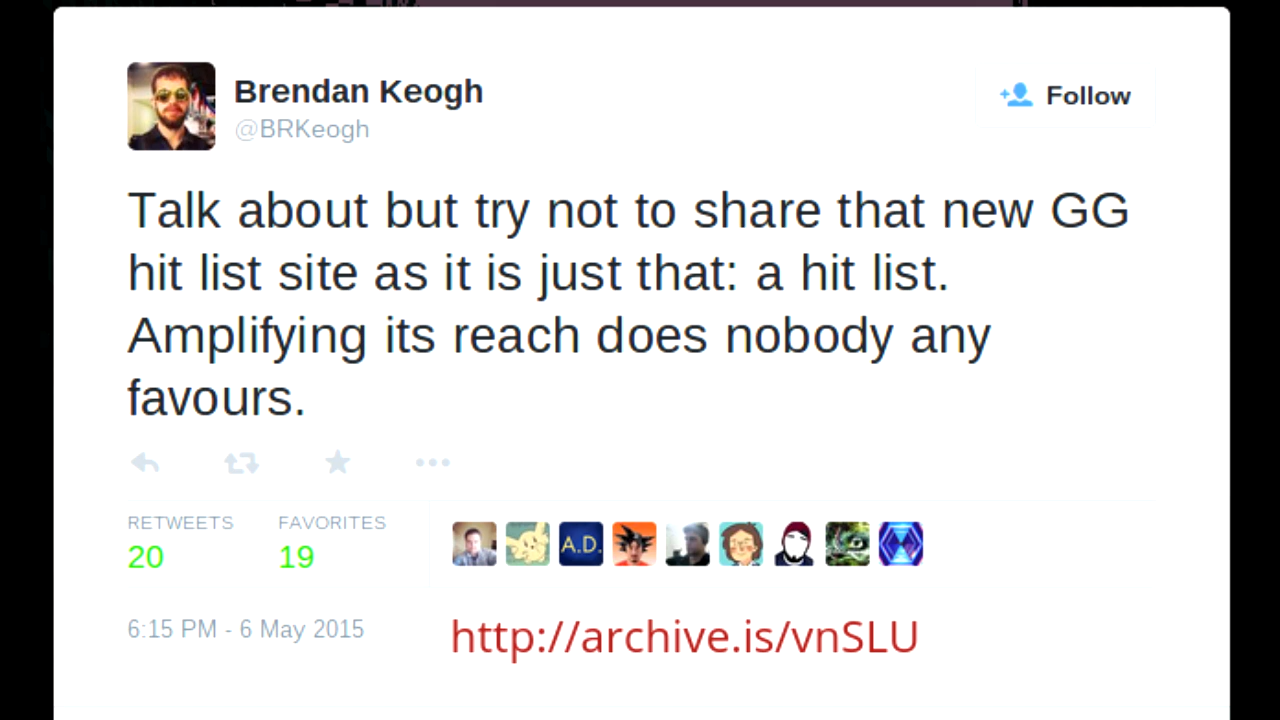 Brendan Keogh
@BRKeogh
Follow
Talk about but try not to share that new GG
hit list site as it is just that: a hit list.
Amplifying its reach does nobody any
favours.
RETWEETS FAVORITES
20 19
A.D.
6:15 PM - 6 May 2015
http://archive.is/vnSLU